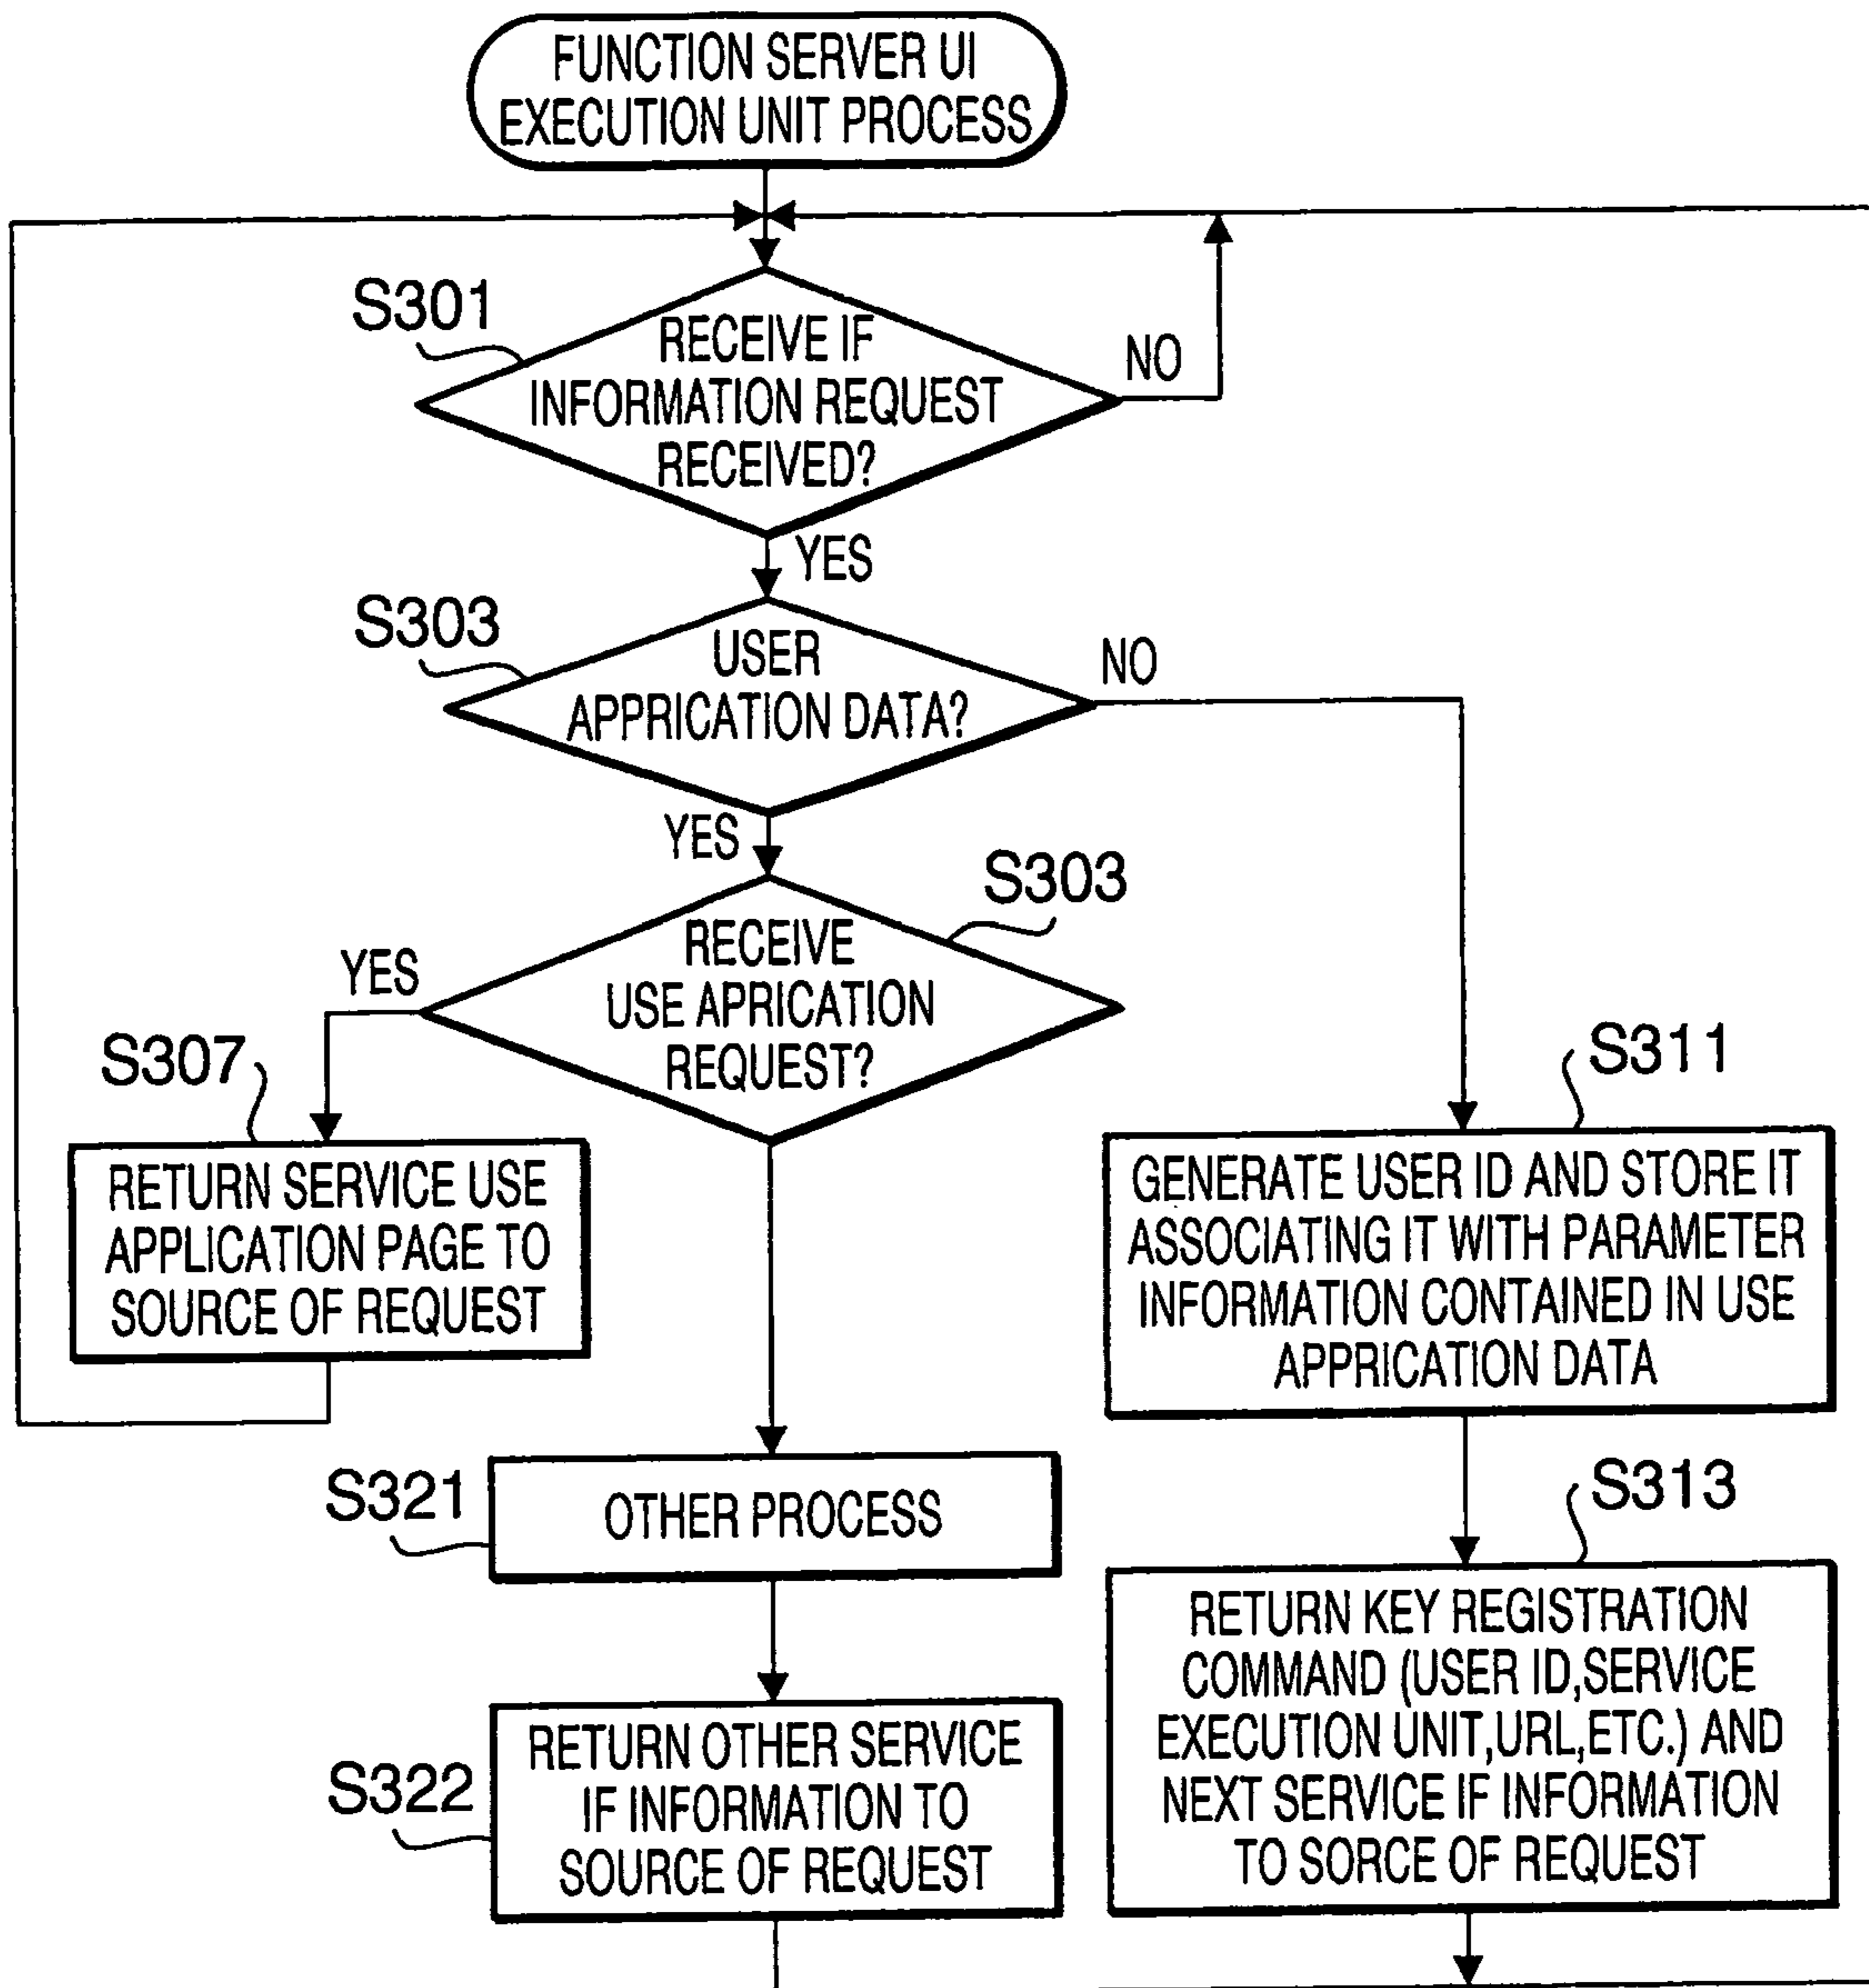 FUNCTION SERVER UI
EXECUTION UNIT PROCESS
S301
RECEIVE IF
INFORMATION REQUEST
RECEIVED?
NO
YES
S303
USER
APPRICATION DATA?
NO
YES
S303
RECEIVE
USE APRICATION
REQUEST?
YES
S307
RETURN SERVICE USE
APPLICATION PAGE TO
SOURCE OF REQUEST
S311
GENERATE USER ID AND STORE IT
ASSOCIATING IT WITH PARAMETER
INFORMATION CONTAINED IN USE
APPRICATION DATA
S321
OTHER PROCESS
S313
RETURN KEY REGISTRATION
COMMAND (USER ID,SERVICE
EXECUTION UNIT,URL,ETC.) AND
NEXT SERVICE IF INFORMATION
TO SORCE OF REQUEST
S322
RETURN OTHER SERVICE
IF INFORMATION TO
SOURCE OF REQUEST